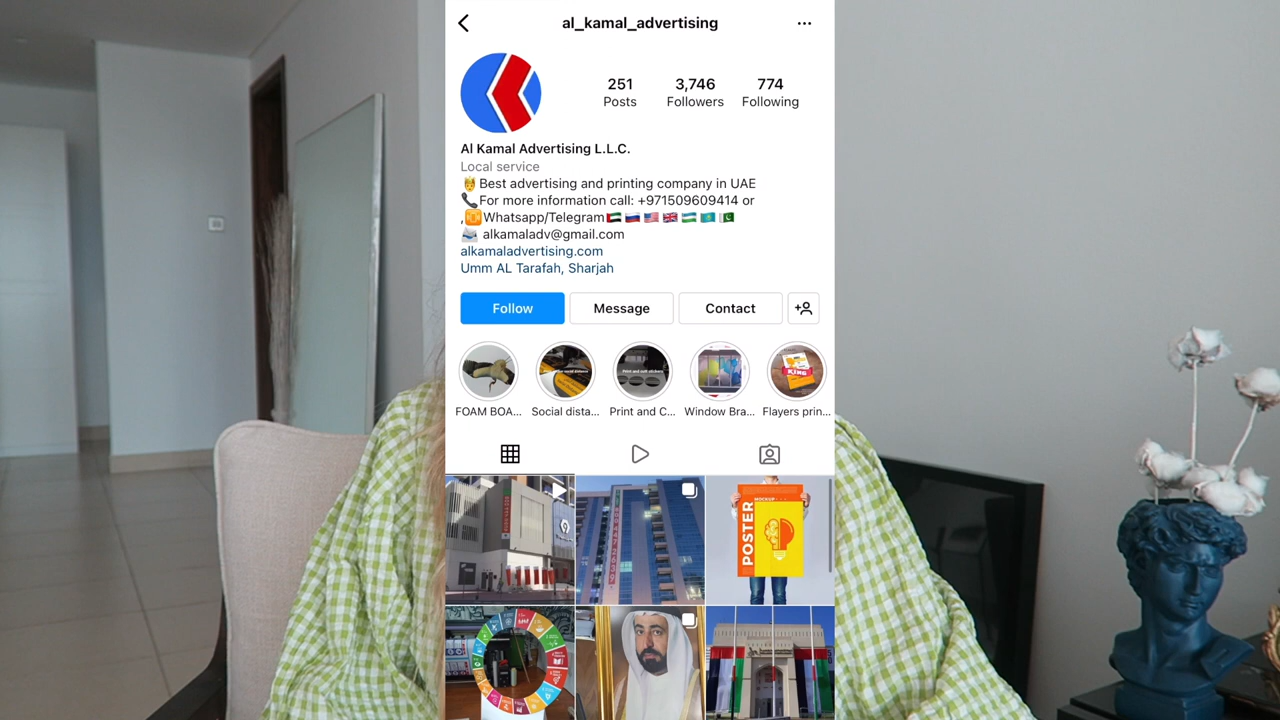 al_kamal_advertising
251
3,746
774
Posts
Followers
Following
Al Kamal Advertising L.L.C.
Local service
Best advertising and printing company in UAE
For more information call: +971509609414 or
,Whatsapp/Telegram
alkamaladv@gmail.com
alkamaladvertising.com
Umm AL Tarafah, Sharjah
Follow
Message
Contact
FOAM BOA...
Social dista...
Print and C...
Window Bra...
Flayers prin...
KING
MOCKUP
POSTER